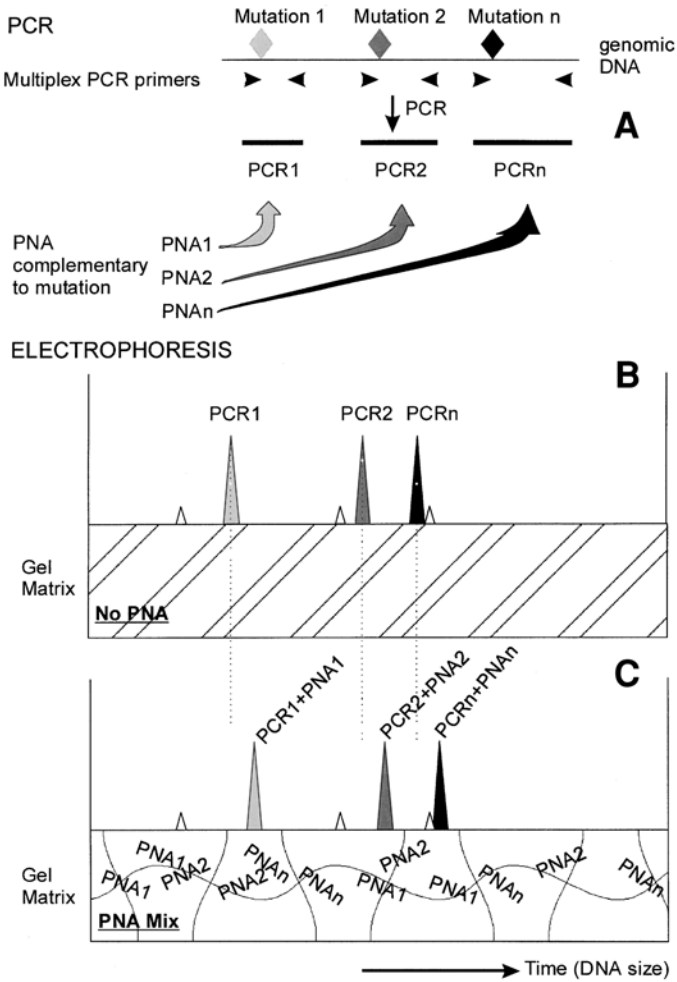 PCR
Mutation 1 Mutation 2 Mutation n
genomic
DNA
Multiplex PCR primers
PCR
A
PCR1 PCR2 PCRn
PNA
complementary
to mutation
PNA1
PNA2
PNAn
ELECTROPHORESIS
B
PCR1 PCR2 PCRn
Gel
Matrix
No PNA
C
PCR1+PNA1
PCR2+PNA2
PCRn+PNAn
Gel
Matrix
PNA1
PNA1
PNA2
PNA2
PNAn
PNAn
PNA1
PNA2
PNA1
PNAn
PNA2
PNAn
PNA Mix
Time (DNA size)